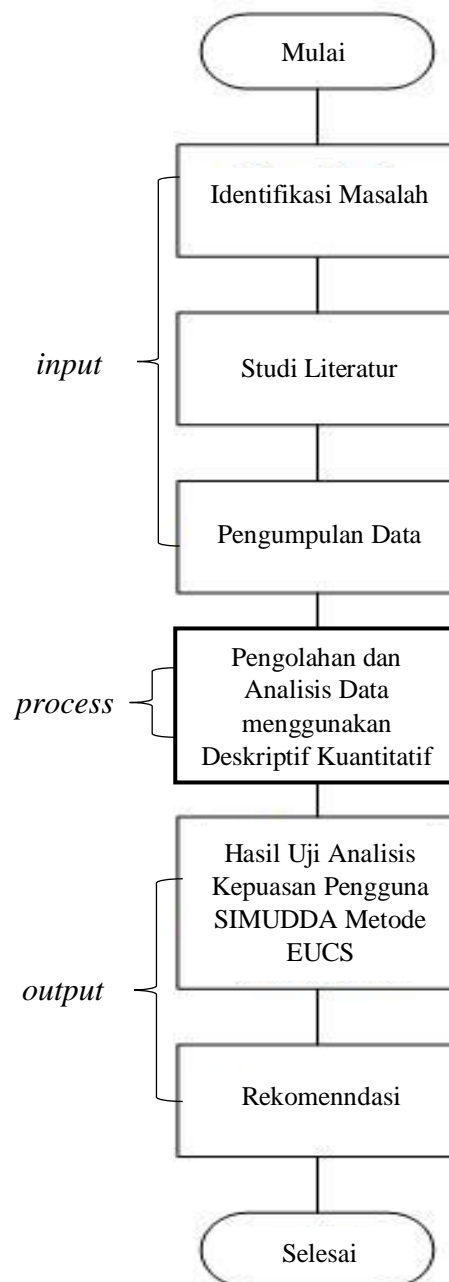 Mulai
Identifikasi Masalah
input
Studi Literatur
Pengumpulan Data
process
Pengolahan dan
Analisis Data
menggunakan
Deskriptif Kuantitatif
output
Hasil Uji Analisis
Kepuasan Pengguna
SIMUDDA Metode
EUCS
Rekomenndasi
Selesai